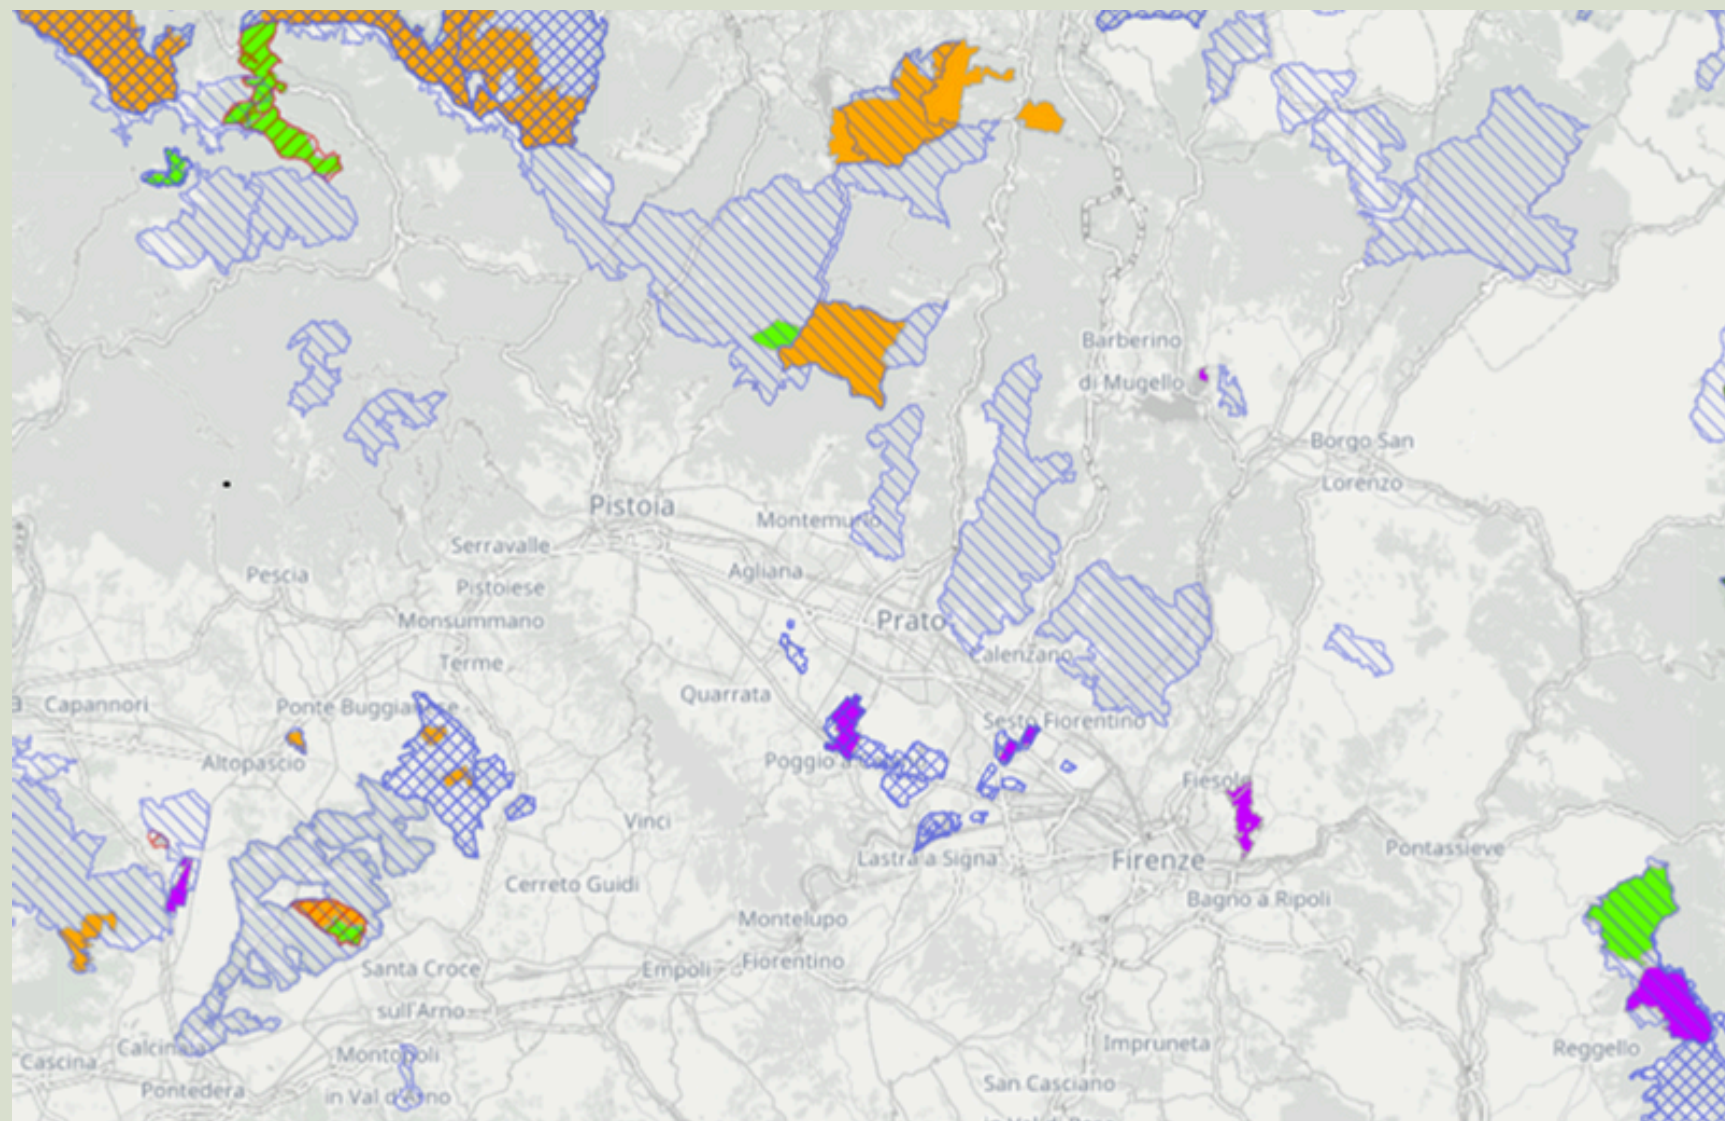 Barberino
di Mugello
Borgo San
Lorenzo
Pistoia
Montemurlo
Serravalle
Pistoiese
Agliana
Pescia
Monsummano
Terme
Prato
Calenzano
Quarrata
Capannori
Ponte Buggianese
Sesto Fiorentino
Altopascio
Poggio a Caiano
Fiesole
Vinci
Lastra a Signa
Firenze
Pontassieve
Cerreto Guidi
Bagno a Ripoli
Montelupo
Fiorentino
Santa Croce
sull'Arno
Empoli
Calcinaia
Cascina
Montopoli
in Val d'Arno
Impruneta
Reggello
Pontedera
San Casciano